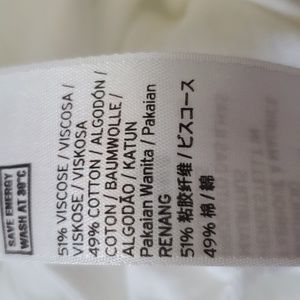 SAVE ENERGY
WASH AT 30°C
51% VISCOSE / VISCOSA /
VISKOSE / VISKOSA
49% COTTON / ALGODÓN /
COTON / BAUMWOLLE /
ALGODÃO / KATUN
Pakaian Wanitta / Pakaian
RENANG
51% 粘胶纤维 / ビスコース
49% 棉 / 綿